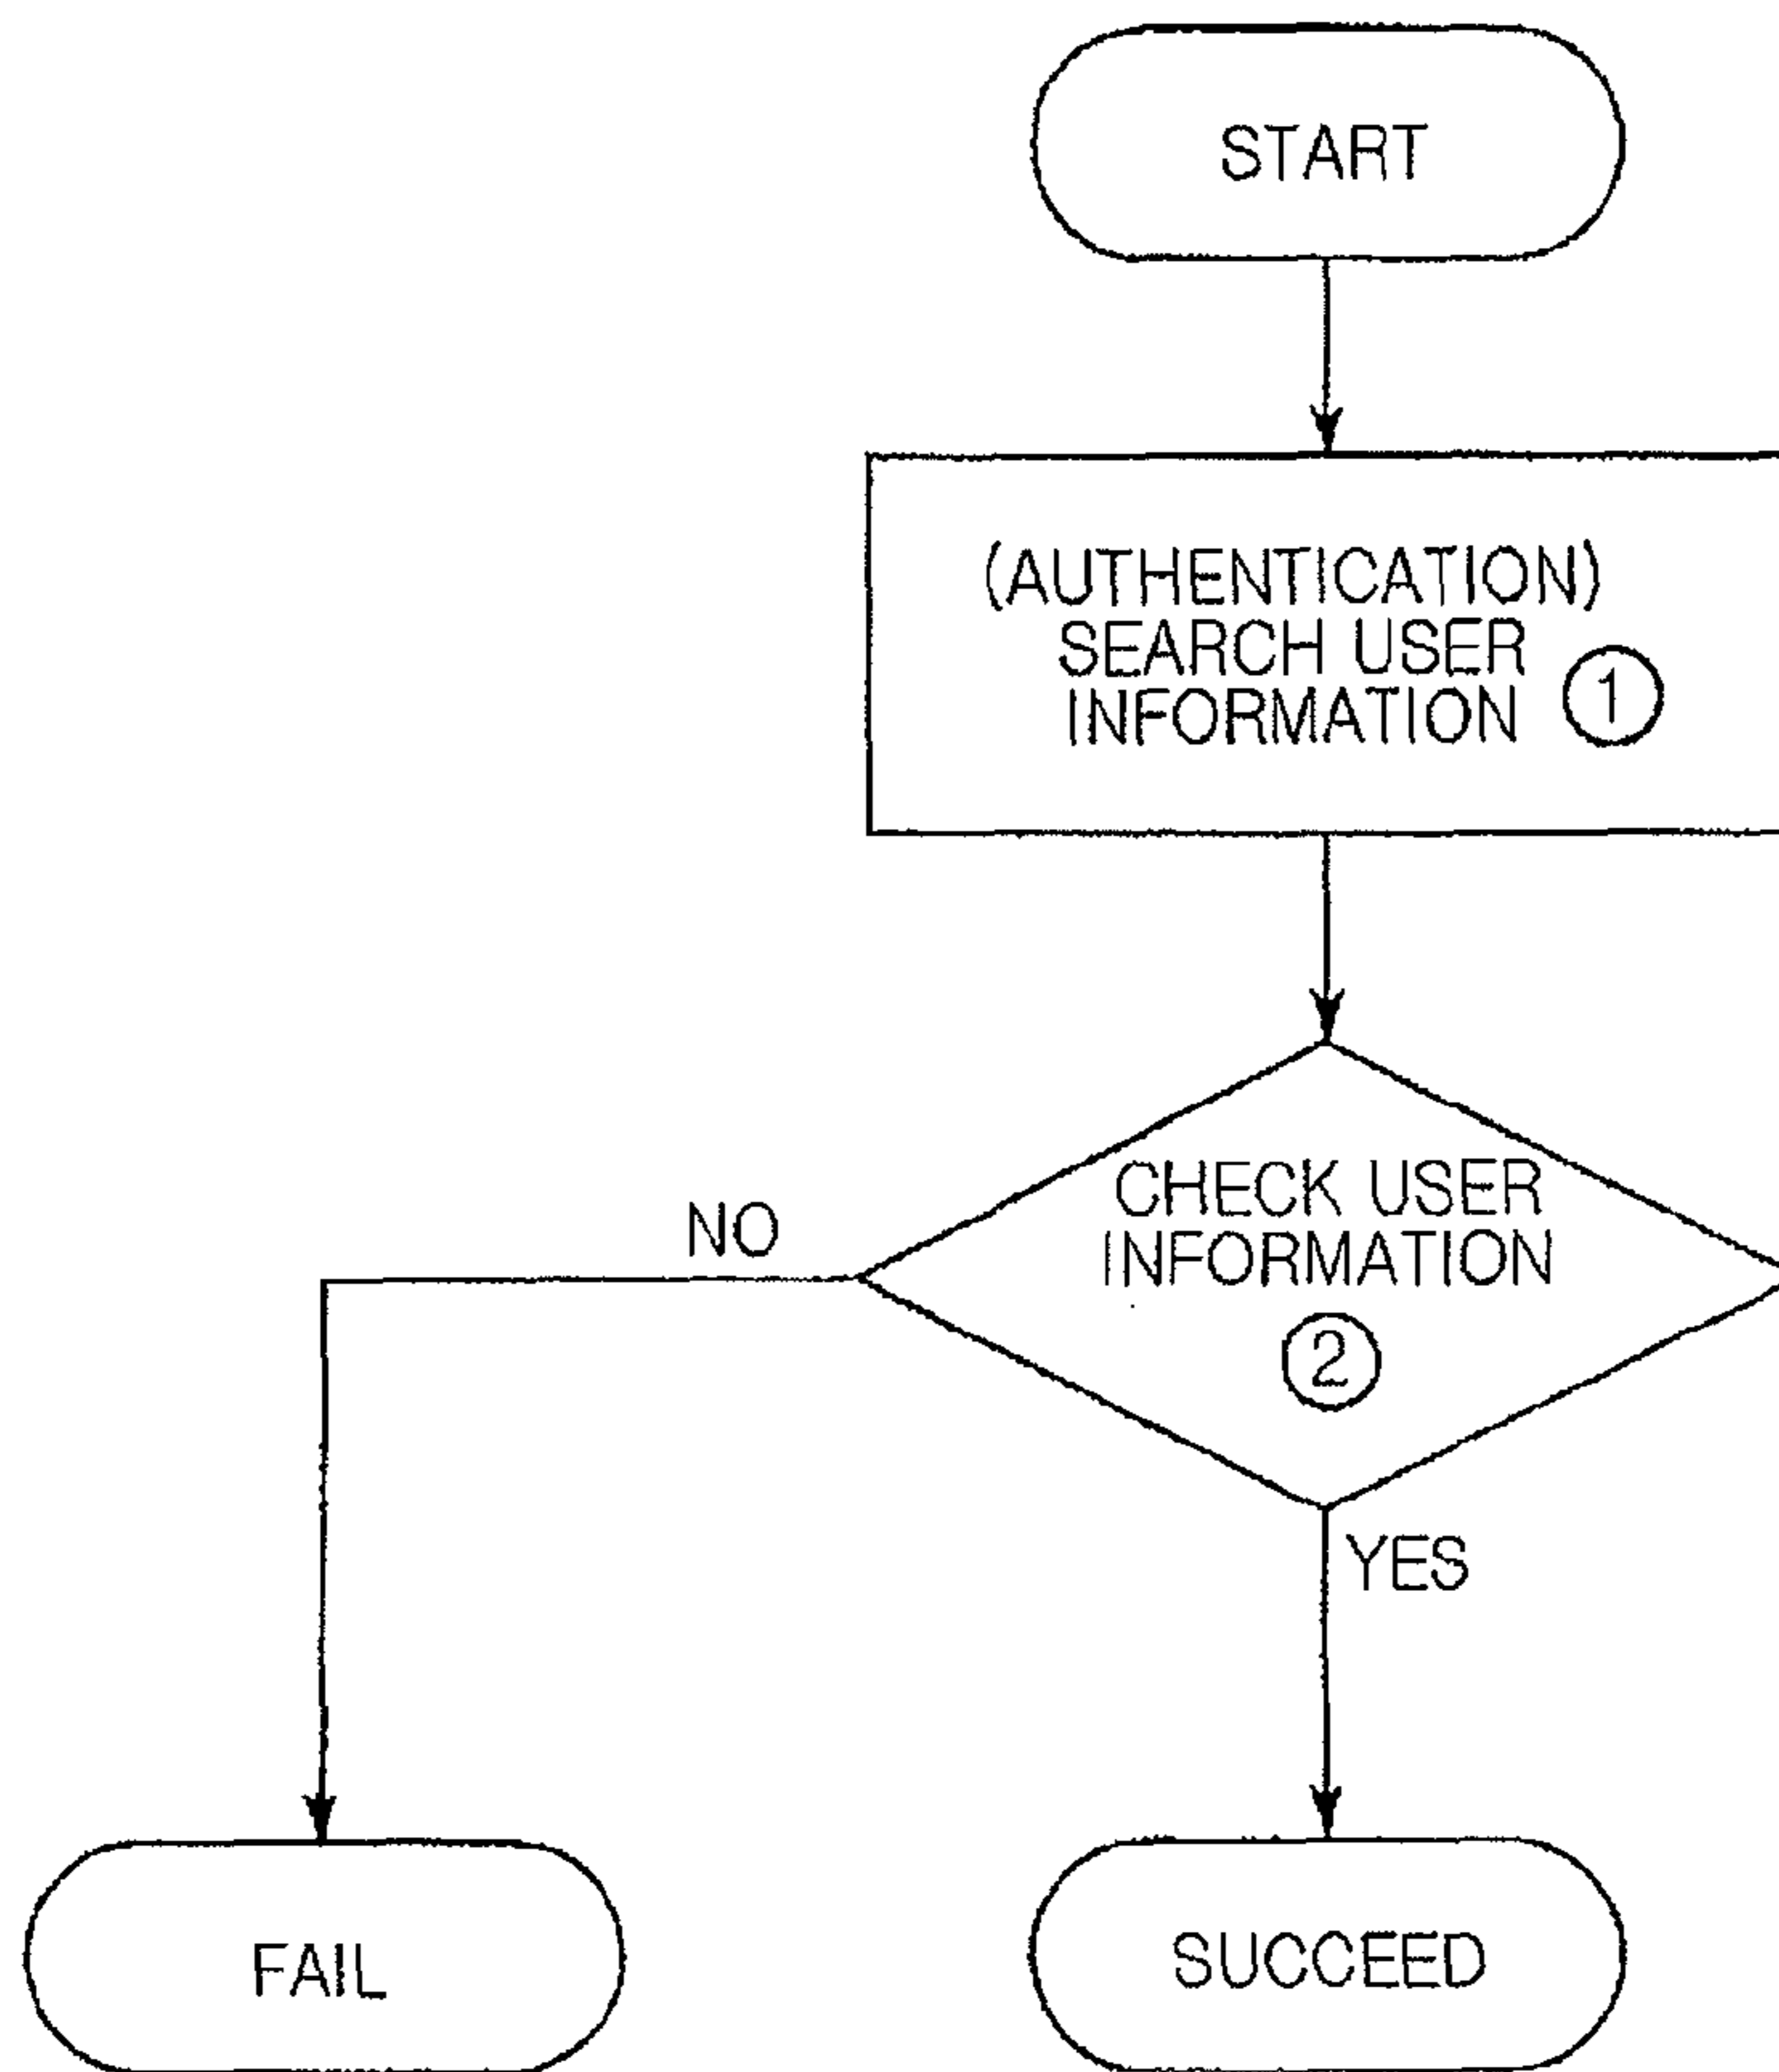 START
(AUTHENTICATION)
SEARCH USER
INFORMATION ①
CHECK USER
INFORMATION
②
NO
YES
FAIL
SUCCEED